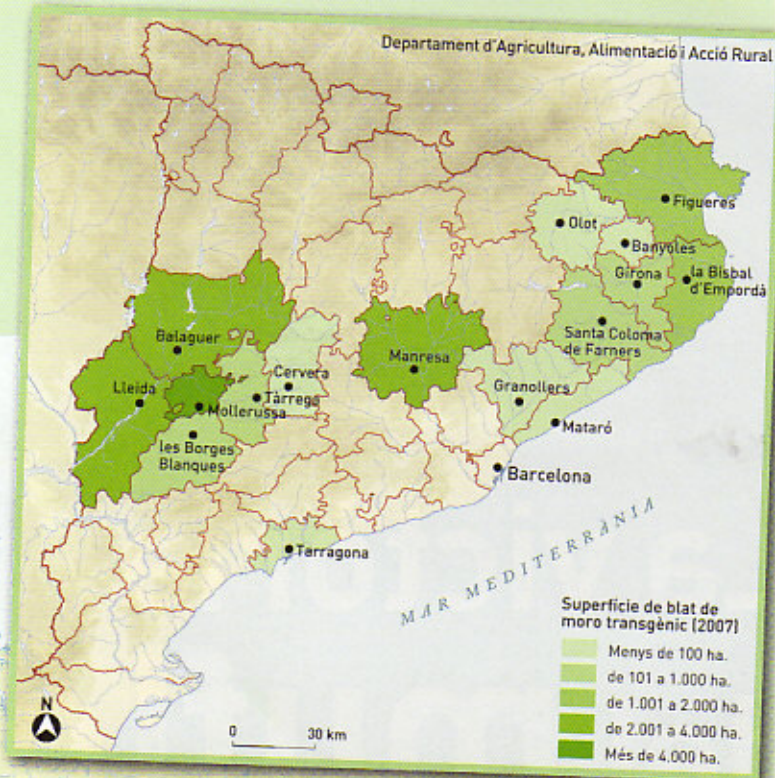 Departament d'Agricultura, Alimentació i Acció Rural
Figueres
Olot
Banyoles
Girona
la Bisbal
d'Empordà
Santa Coloma
de Farners
Balaguer
Manresa
Cervera
Lleida
Tàrrega
Mollerussa
Granollers
les Borges
Blanques
Mataró
Barcelona
Tarragona
MAR MEDITERRÀNIA
Superfície de blat de
moro transgènic (2007)
Menys de 100 ha.
de 101 a 1.000 ha.
de 1.001 a 2.000 ha.
de 2.001 a 4.000 ha.
Més de 4.000 ha.
N
0 30 km